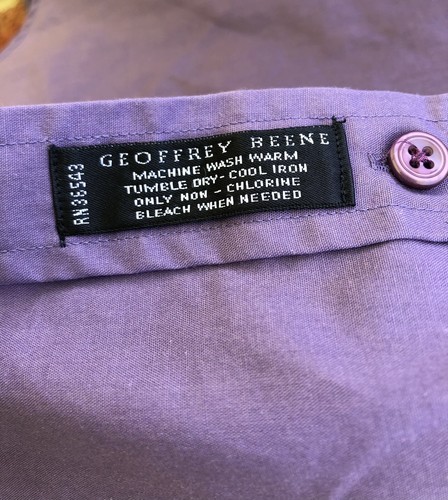 GEOFFREY BEENE
MACHINE WASH WARM
TUMBLE DRY- COOL IRON
ONLY NON - CHLORINE
BLEACH WHEN NEEDED
RN36543